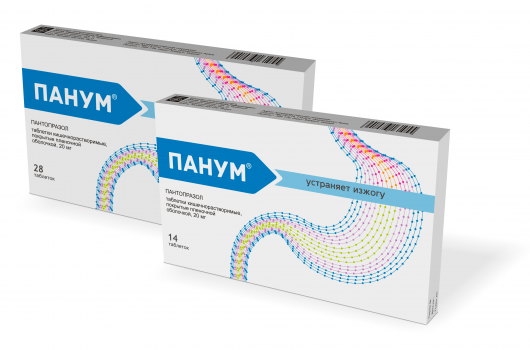 ПАНУМ®
ПАНТОПРАЗОЛ
таблетки кишечнорастворимые,
покрытые пленочной
оболочкой, 20 мг
28
таблеток
ПАНУМ®
устраняет изжогу
ПАНТОПРАЗОЛ
таблетки кишечнорастворимые,
покрытые пленочной
оболочкой, 20 мг
14
таблеток